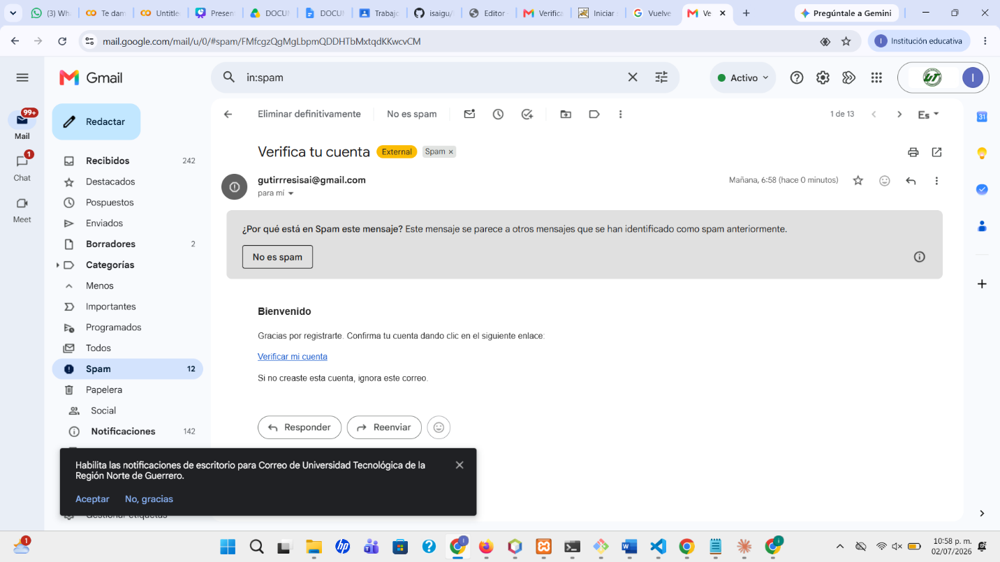 (3) Wh
Te dam
Untitle
Presen
DOCUM
DOCUM
Trabajo
isaigu/
Editor
Verifica
Iniciar
Vuelve
Ve
Pregúntale a Gemini
mail.google.com/mail/u/0/#spam/FMfcgzQgMgLbpmQDDHTbMxtqdKKwcvCM
I
Institución educativa
Gmail
in:spam
Activo
UT
I
99+
Mail
1
Chat
Meet
Redactar
Recibidos 242
Destacados
Pospuestos
Enviados
Borradores 2
Categorías
Menos
Importantes
Programados
Todos
Spam 12
Papelera
Social
Notificaciones 142
Gestionar etiquetas
Eliminar definitivamente
No es spam
1 de 13
Es
Verifica tu cuenta
External
Spam x
gutirrresisai@gmail.com
Mañana, 6:58 (hace 0 minutos)
para mí
¿Por qué está en Spam este mensaje? Este mensaje se parece a otros mensajes que se han identificado como spam anteriormente.
No es spam
Bienvenido
Gracias por registrarte. Confirma tu cuenta dando clic en el siguiente enlace:
Verificar mi cuenta
Si no creaste esta cuenta, ignora este correo.
Responder
Reenviar
31
Habilita las notificaciones de escritorio para Correo de Universidad Tecnológica de la
Región Norte de Guerrero.
Aceptar
No, gracias
1
10:58 p. m.
02/07/2026